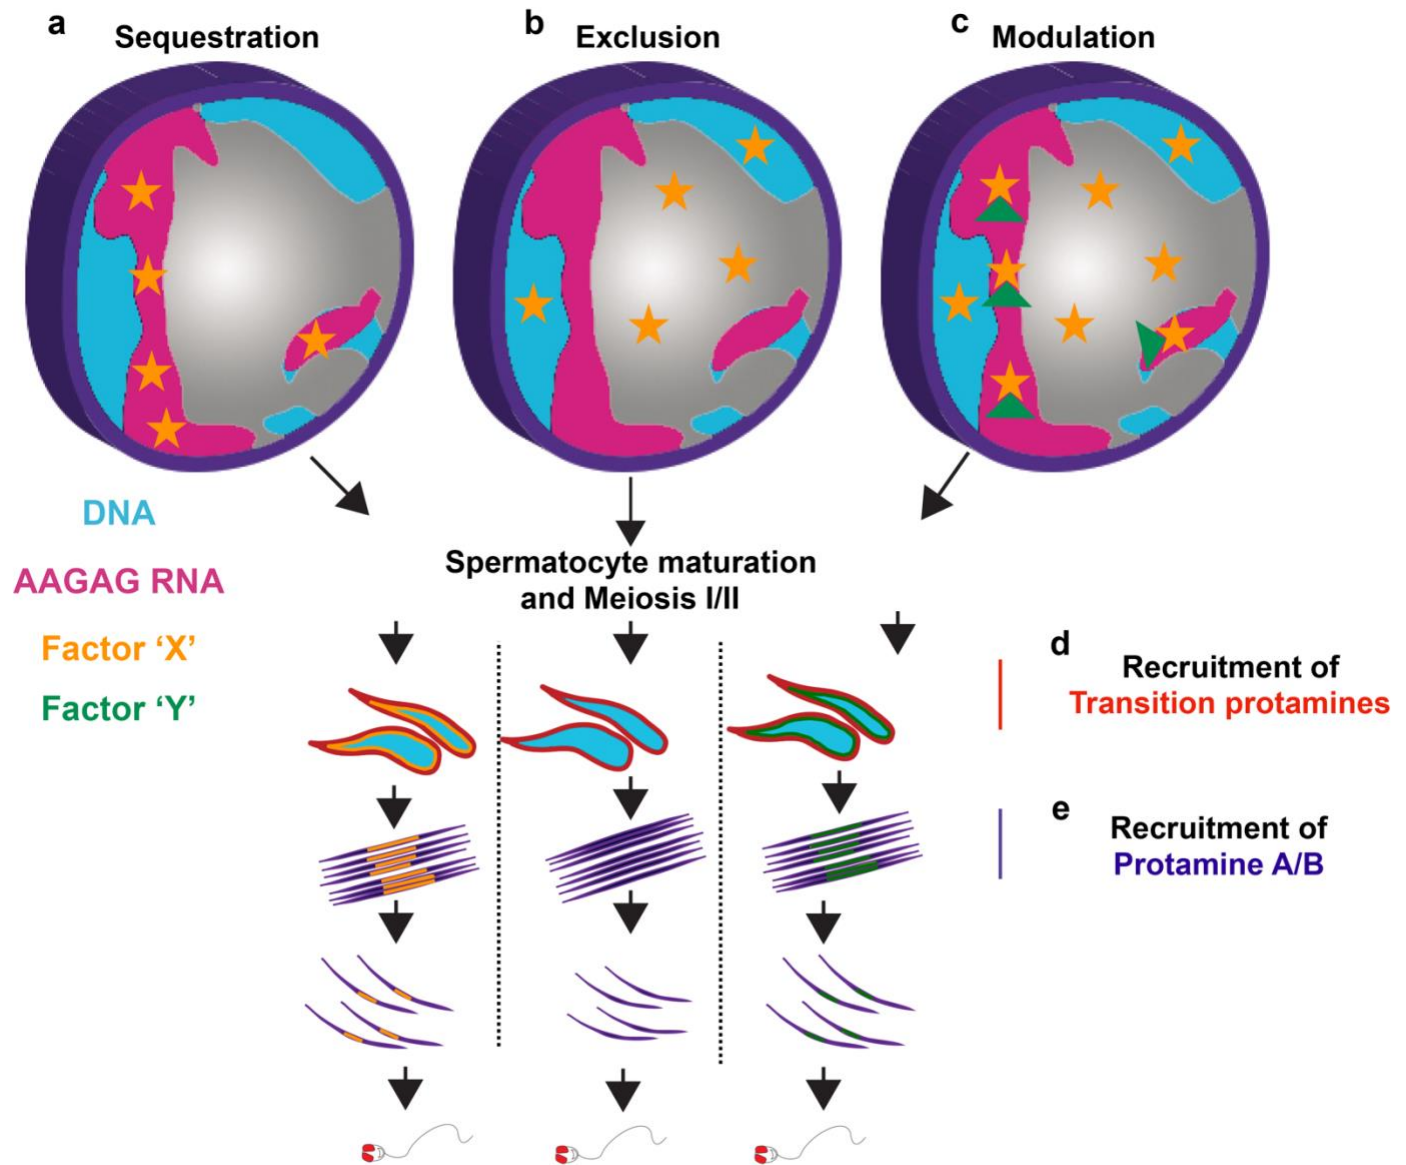 a
Sequestration
b
Exclusion
c
Modulation
DNA
AAGAG RNA
Factor ‘X’
Factor ‘Y’
Spermatocyte maturation
and Meiosis I/II
d
Recruitment of
Transition protamines
e
Recruitment of
Protamine A/B